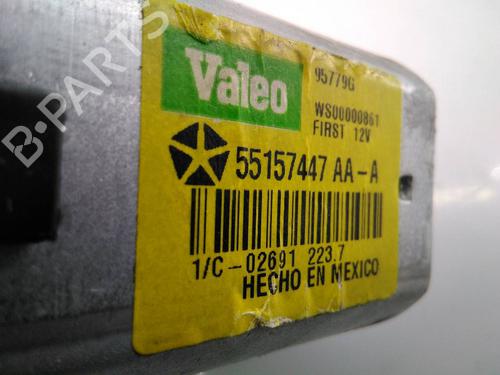 Valeo
95779G
WS00000861
FIRST 12V
55157447 AA-A
1/C-02691 223.7
HECHO EN MEXICO
B-PARTS